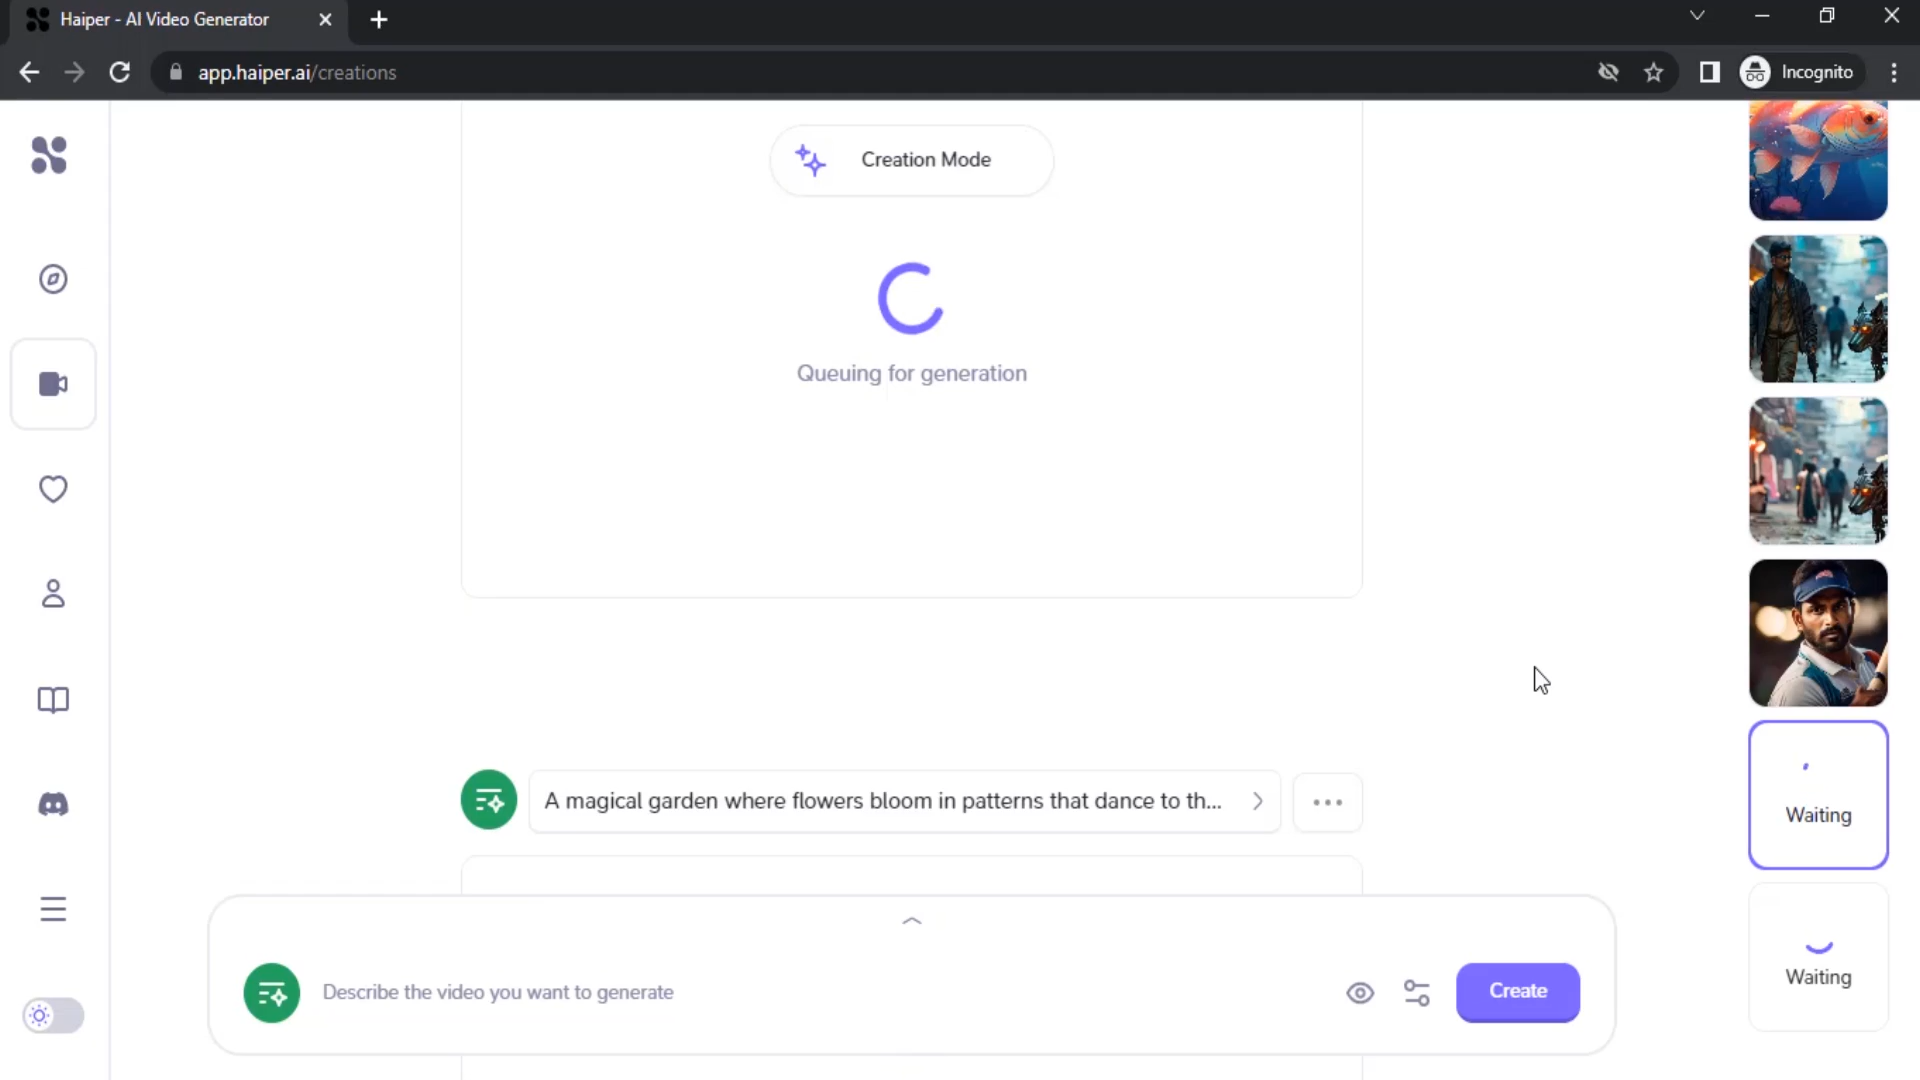 Haiper - AI Video Generator
app.haiper.ai/creations
Incognito
Creation Mode
Queuing for generation
A magical garden where flowers bloom in patterns that dance to th...
Waiting
Waiting
Describe the video you want to generate
Create